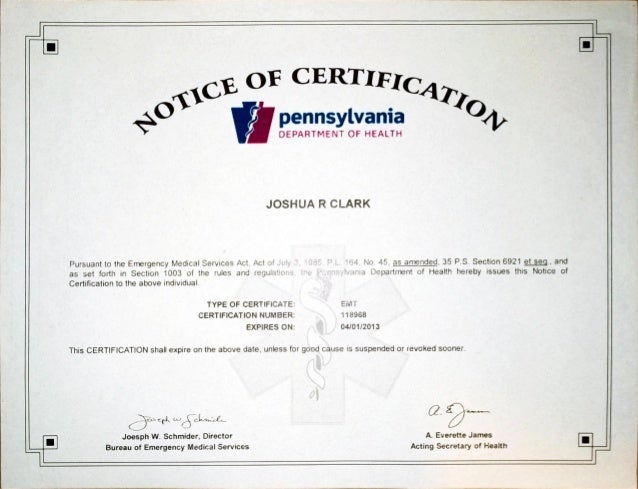 NOTICE OF CERTIFICATION
pennsylvania
DEPARTMENT OF HEALTH
JOSHUA R CLARK
Pursuant to the Emergency Medical Services Act, Act of July 3, 1985, P.L. 164, No. 45, as amended, 35 P.S. Section 6921 et seq., and
as set forth in Section 1003 of the rules and regulations, the Pennsylvania Department of Health hereby issues this Notice of
Certification to the above individual.
TYPE OF CERTIFICATE: EMT
CERTIFICATION NUMBER: 118968
EXPIRES ON: 04/01/2013
This CERTIFICATION shall expire on the above date, unless for good cause is suspended or revoked sooner.
Joseph W Schmider
Joesph W. Schmider, Director
Bureau of Emergency Medical Services
A. E. James
A. Everette James
Acting Secretary of Health